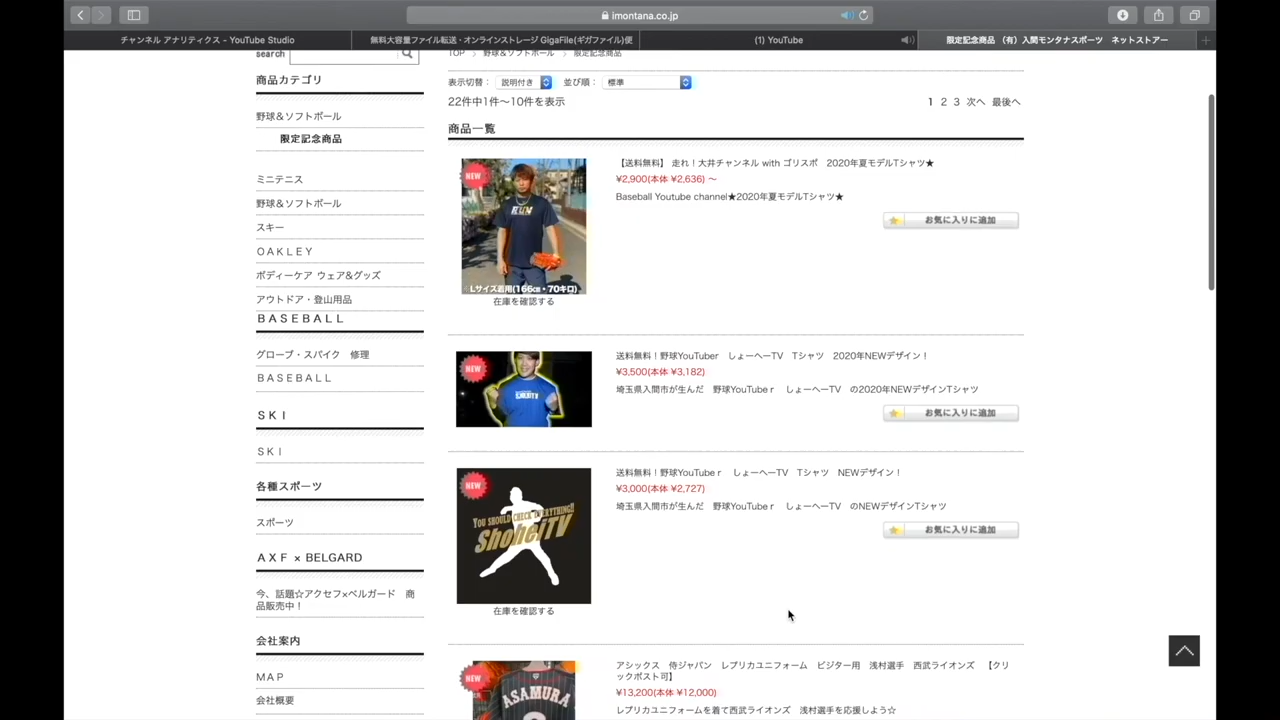 imontana.co.jp
チャンネル アナリティクス - YouTube Studio
無料大容量ファイル転送・オンラインストレージ GigaFile(ギガファイル)便
(1) YouTube
限定記念商品 （有）入間モンタナスポーツ ネットストアー
search
TOP > 野球＆ソフトボール > 限定記念商品
商品カテゴリ
野球＆ソフトボール
限定記念商品
ミニテニス
野球＆ソフトボール
スキー
ＯＡＫＬＥＹ
ボディーケア ウェア&グッズ
アウトドア・登山用品
ＢＡＳＥＢＡＬＬ
グローブ・スパイク　修理
ＢＡＳＥＢＡＬＬ
ＳＫＩ
ＳＫＩ
各種スポーツ
スポーツ
ＡＸＦ × BELGARD
今、話題☆アクセフ×ベルガード　商
品販売中！
会社案内
ＭＡＰ
会社概要
表示切替： 説明付き 並び順： 標準
22件中1件～10件を表示
1 2 3 次へ 最後へ
商品一覧
NEW
RUN
※Lサイズ着用(166㎝・70キロ)
在庫を確認する
【送料無料】 走れ！大井チャンネル with ゴリスポ　2020年夏モデルTシャツ★
¥2,900(本体 ¥2,636) ～
Baseball Youtube channel★2020年夏モデルTシャツ★
お気に入りに追加
NEW
SHOHEITV
送料無料！野球YouTuber　しょーへーTV　Tシャツ　2020年NEWデザイン！
¥3,500(本体 ¥3,182)
埼玉県入間市が生んだ　野球YouTubeｒ　しょーへーTV　の2020年NEWデザインTシャツ
お気に入りに追加
NEW
YOU SHOULD CHECK EVERYTHING!!
ShoheiTV
在庫を確認する
送料無料！野球YouTubeｒ　しょーへーTV　Tシャツ　NEWデザイン！
¥3,000(本体 ¥2,727)
埼玉県入間市が生んだ　野球YouTubeｒ　しょーへーTV　のNEWデザインTシャツ
お気に入りに追加
NEW
ASAMURA
アシックス　侍ジャパン　レプリカユニフォーム　ビジター用　浅村選手　西武ライオンズ　【クリ
ックポスト可】
¥13,200(本体 ¥12,000)
レプリカユニフォームを着て西武ライオンズ　浅村選手を応援しよう☆